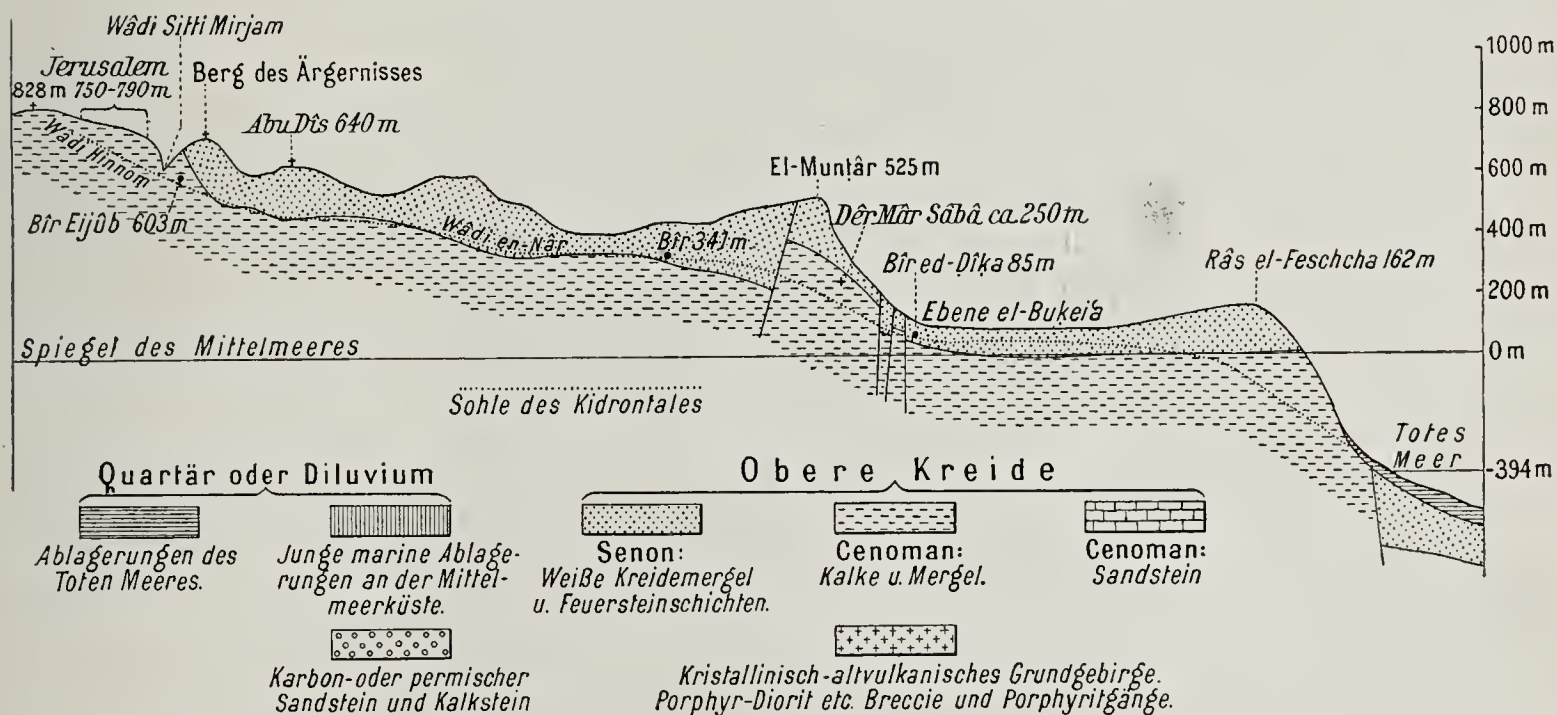 Wâdi Sitti Mirjam
Jerusalem
828 m 750-790 m
Berg des Ärgernisses
Abu Dîs 640 m
Wâdi Hinnom
Bîr Eijûb 603 m
Wâdi en-Nâr
Bîr 341 m
El-Munṭâr 525 m
Dêr Mâr Sâbâ ca. 250 m
Bîr ed-Dîḳa 85 m
Ebene el-Bukeiʿa
Râs el-Feschcha 162 m
1000 m
800 m
600 m
400 m
200 m
0 m
Spiegel des Mittelmeeres
Sohle des Kidrontales
Totes
Meer
-394 m
Quartär oder Diluvium
Obere Kreide
Ablagerungen des
Toten Meeres.
Junge marine Ablage-
rungen an der Mittel-
meerküste.
Senon:
Weiße Kreidemergel
u. Feuersteinschichten.
Cenoman:
Kalke u. Mergel.
Cenoman:
Sandstein
Karbon- oder permischer
Sandstein und Kalkstein
Kristallinisch-altvulkanisches Grundgebirge.
Porphyr-Diorit etc. Breccie und Porphyritgänge.